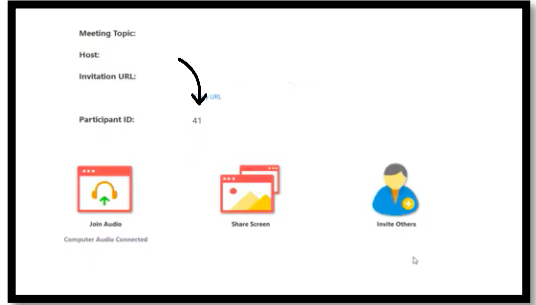 Meeting Topic:
Host:
Invitation URL:
URL
Participant ID: 41
Join Audio
Share Screen
Invite Others
Computer Audio Connected